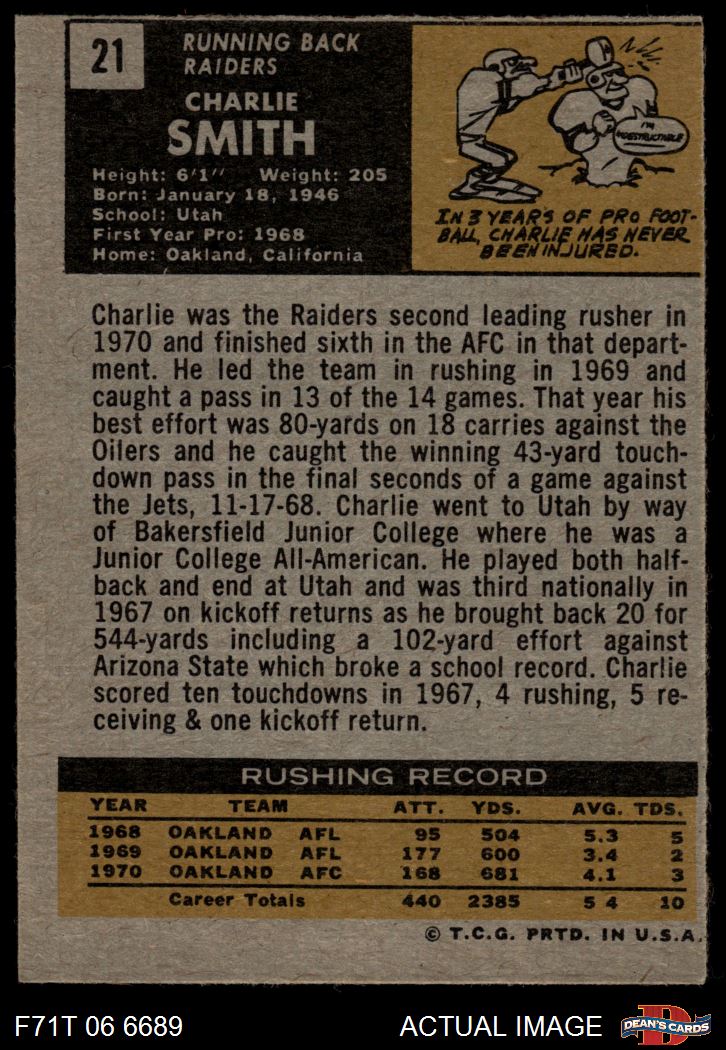 21
RUNNING BACK
RAIDERS
CHARLIE
SMITH
Height: 6'1" Weight: 205
Born: January 18, 1946
School: Utah
First Year Pro: 1968
Home: Oakland, California
I'M
INDESTRUCTABLE
IN 3 YEARS OF PRO FOOT-
BALL, CHARLIE HAS NEVER
BEEN INJURED.
Charlie was the Raiders second leading rusher in
1970 and finished sixth in the AFC in that depart-
ment. He led the team in rushing in 1969 and
caught a pass in 13 of the 14 games. That year his
best effort was 80-yards on 18 carries against the
Oilers and he caught the winning 43-yard touch-
down pass in the final seconds of a game against
the Jets, 11-17-68. Charlie went to Utah by way
of Bakersfield Junior College where he was a
Junior College All-American. He played both half-
back and end at Utah and was third nationally in
1967 on kickoff returns as he brought back 20 for
544-yards including a 102-yard effort against
Arizona State which broke a school record. Charlie
scored ten touchdowns in 1967, 4 rushing, 5 re-
ceiving & one kickoff return.
RUSHING RECORD
YEAR TEAM ATT. YDS. AVG. TDS.
1968 OAKLAND AFL 95 504 5.3 5
1969 OAKLAND AFL 177 600 3.4 2
1970 OAKLAND AFC 168 681 4.1 3
Career Totals 440 2385 5 4 10
© T.C.G. PRTD. IN U.S.A.
F71T 06 6689 ACTUAL IMAGE D DEAN'S CARDS